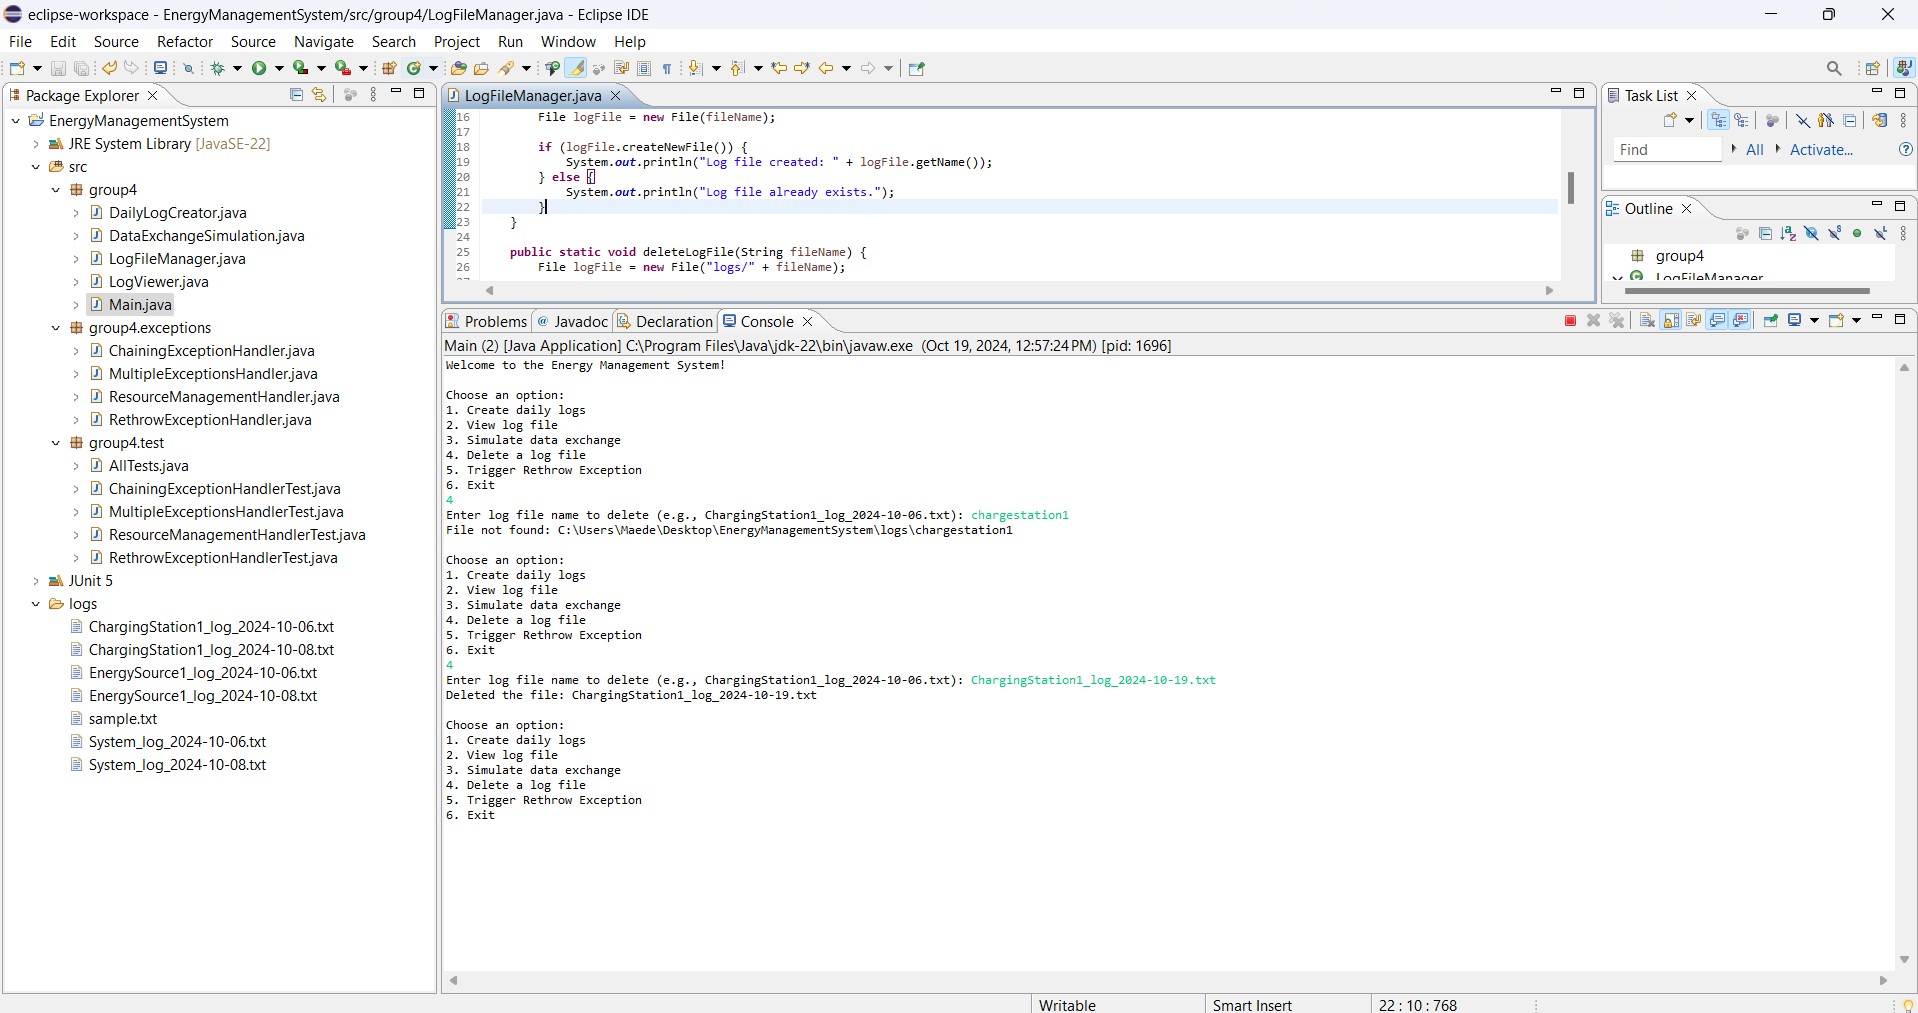 eclipse-workspace - EnergyManagementSystem/src/group4/LogFileManager.java - Eclipse IDE
File Edit Source Refactor Source Navigate Search Project Run Window Help
Package Explorer
EnergyManagementSystem
JRE System Library [JavaSE-22]
src
group4
DailyLogCreator.java
DataExchangeSimulation.java
LogFileManager.java
LogViewer.java
Main.java
group4.exceptions
ChainingExceptionHandler.java
MultipleExceptionsHandler.java
ResourceManagementHandler.java
RethrowExceptionHandler.java
group4.test
AllTests.java
ChainingExceptionHandlerTest.java
MultipleExceptionsHandlerTest.java
ResourceManagementHandlerTest.java
RethrowExceptionHandlerTest.java
JUnit 5
logs
ChargingStation1_log_2024-10-06.txt
ChargingStation1_log_2024-10-08.txt
EnergySource1_log_2024-10-06.txt
EnergySource1_log_2024-10-08.txt
sample.txt
System_log_2024-10-06.txt
System_log_2024-10-08.txt
LogFileManager.java
16 File logFile = new File(fileName);
17
18 if (logFile.createNewFile()) {
19 System.out.println("Log file created: " + logFile.getName());
20 } else {
21 System.out.println("Log file already exists.");
22 }
23 }
24
25 public static void deleteLogFile(String fileName) {
26 File logFile = new File("logs/" + fileName);
Task List
Find All Activate...
Outline
group4
LogFileManager
Problems Javadoc Declaration Console
Main (2) [Java Application] C:\Program Files\Java\jdk-22\bin\javaw.exe (Oct 19, 2024, 12:57:24 PM) [pid: 1696]
Welcome to the Energy Management System!
Choose an option:
1. Create daily logs
2. View log file
3. Simulate data exchange
4. Delete a log file
5. Trigger Rethrow Exception
6. Exit
4
Enter log file name to delete (e.g., ChargingStation1_log_2024-10-06.txt): chargestation1
File not found: C:\Users\Maede\Desktop\EnergyManagementSystem\logs\chargestation1
Choose an option:
1. Create daily logs
2. View log file
3. Simulate data exchange
4. Delete a log file
5. Trigger Rethrow Exception
6. Exit
4
Enter log file name to delete (e.g., ChargingStation1_log_2024-10-06.txt): ChargingStation1_log_2024-10-19.txt
Deleted the file: ChargingStation1_log_2024-10-19.txt
Choose an option:
1. Create daily logs
2. View log file
3. Simulate data exchange
4. Delete a log file
5. Trigger Rethrow Exception
6. Exit
Writable Smart Insert 22 : 10 : 768